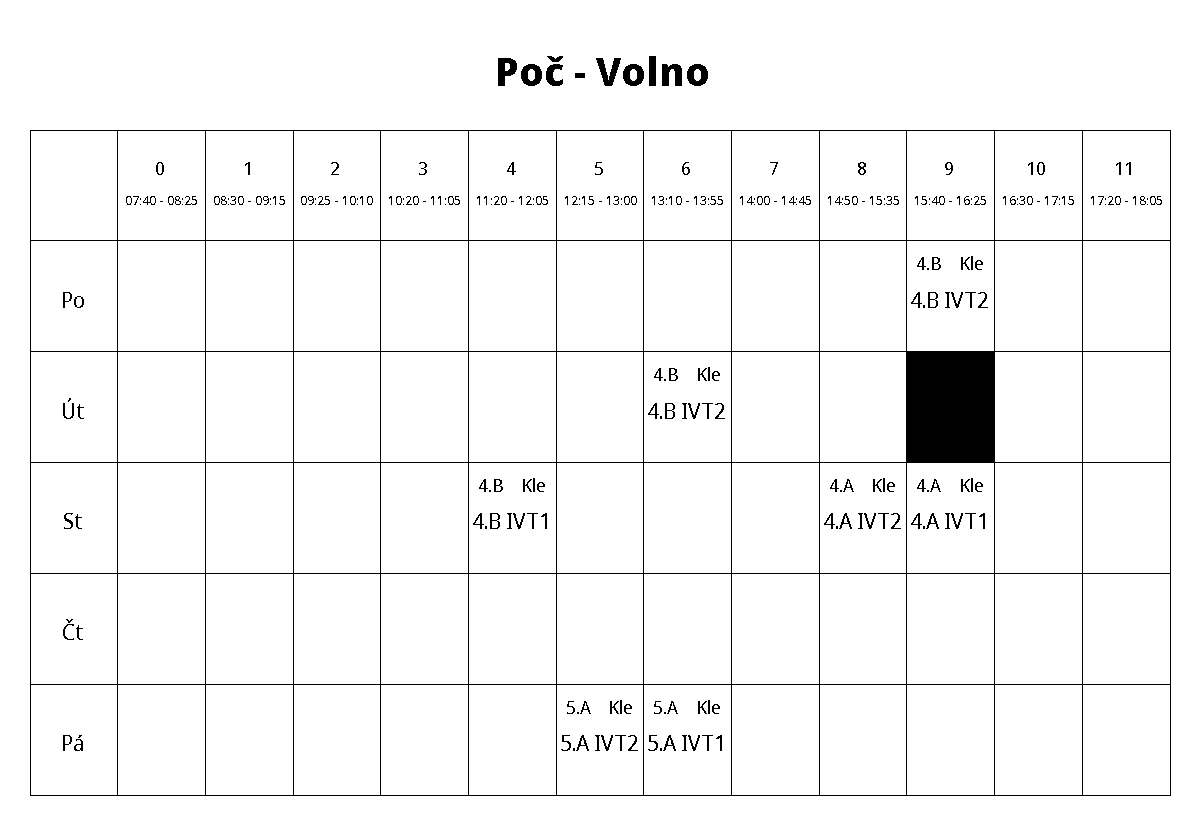 Poč - Volno
0 1 2 3 4 5 6 7 8 9 10 11
07:40 - 08:25 08:30 - 09:15 09:25 - 10:10 10:20 - 11:05 11:20 - 12:05 12:15 - 13:00 13:10 - 13:55 14:00 - 14:45 14:50 - 15:35 15:40 - 16:25 16:30 - 17:15 17:20 - 18:05
4.B Kle
Po 4.B IVT2
4.B Kle
Út 4.B IVT2
4.B Kle 4.A Kle 4.A Kle
St 4.B IVT1 4.A IVT2 4.A IVT1
Čt
5.A Kle 5.A Kle
Pá 5.A IVT2 5.A IVT1